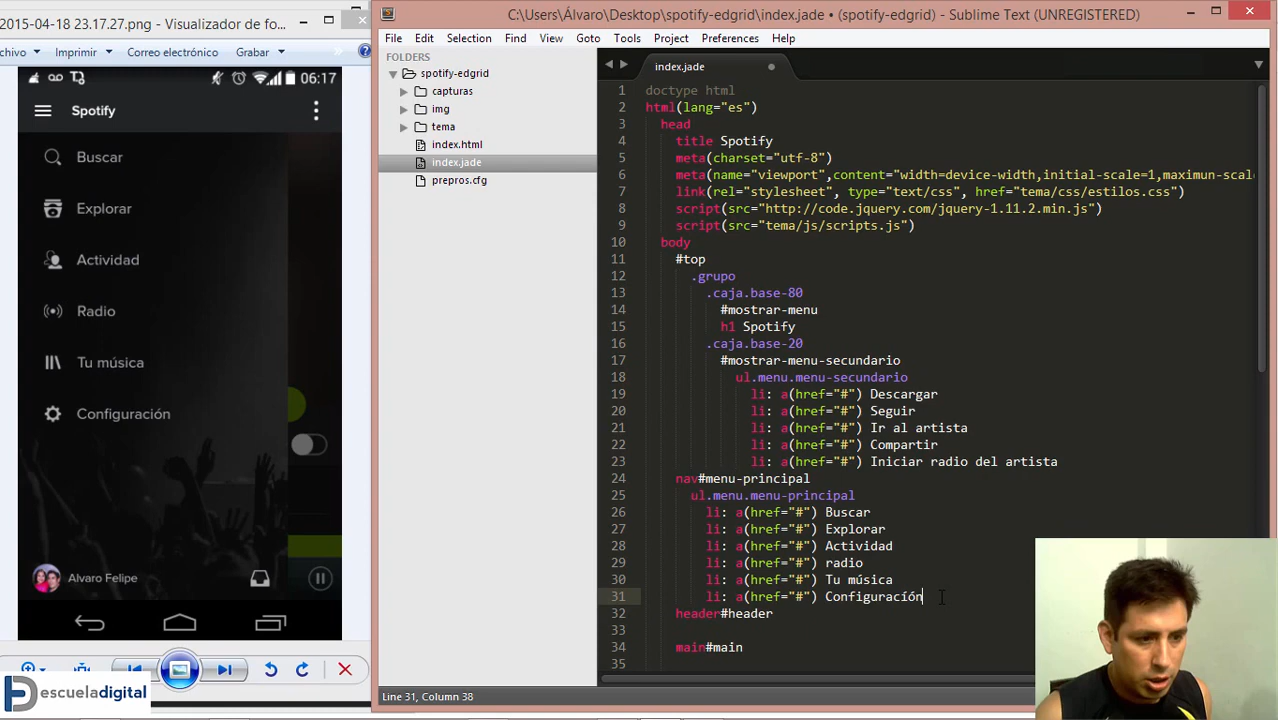 2015-04-18 23.17.27.png - Visualizador de fo...
chivo
Imprimir
Correo electrónico
Grabar
06:17
Spotify
Buscar
Explorar
Actividad
Radio
Tu música
Configuración
Alvaro Felipe
escueladigital
C:\Users\Álvaro\Desktop\spotify-edgrid\index.jade • (spotify-edgrid) - Sublime Text (UNREGISTERED)
File Edit Selection Find View Goto Tools Project Preferences Help
FOLDERS
spotify-edgrid
capturas
img
tema
index.html
index.jade
prepros.cfg
index.jade
1 doctype html
2 html(lang="es")
3 head
4 title Spotify
5 meta(charset="utf-8")
6 meta(name="viewport",content="width=device-width,initial-scale=1,maximun-scale
7 link(rel="stylesheet", type="text/css", href="tema/css/estilos.css")
8 script(src="http://code.jquery.com/jquery-1.11.2.min.js")
9 script(src="tema/js/scripts.js")
10 body
11 #top
12 .grupo
13 .caja.base-80
14 #mostrar-menu
15 h1 Spotify
16 .caja.base-20
17 #mostrar-menu-secundario
18 ul.menu.menu-secundario
19 li: a(href="#") Descargar
20 li: a(href="#") Seguir
21 li: a(href="#") Ir al artista
22 li: a(href="#") Compartir
23 li: a(href="#") Iniciar radio del artista
24 nav#menu-principal
25 ul.menu.menu-principal
26 li: a(href="#") Buscar
27 li: a(href="#") Explorar
28 li: a(href="#") Actividad
29 li: a(href="#") radio
30 li: a(href="#") Tu música
31 li: a(href="#") Configuracíón
32 header#header
33
34 main#main
35
Line 31, Column 38